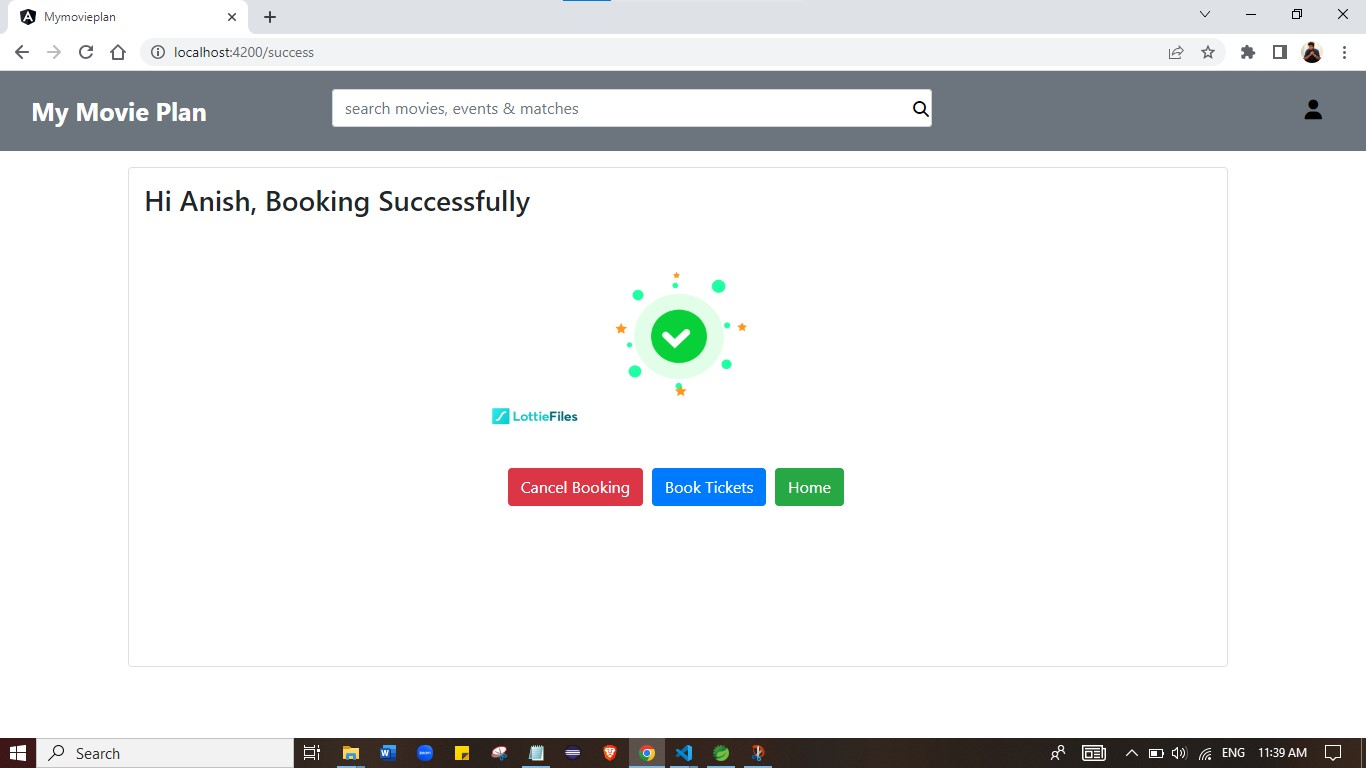 Mymovieplan
localhost:4200/success
My Movie Plan
search movies, events & matches
Hi Anish, Booking Successfully
LottieFiles
Cancel Booking
Book Tickets
Home
Search
ENG
11:39 AM